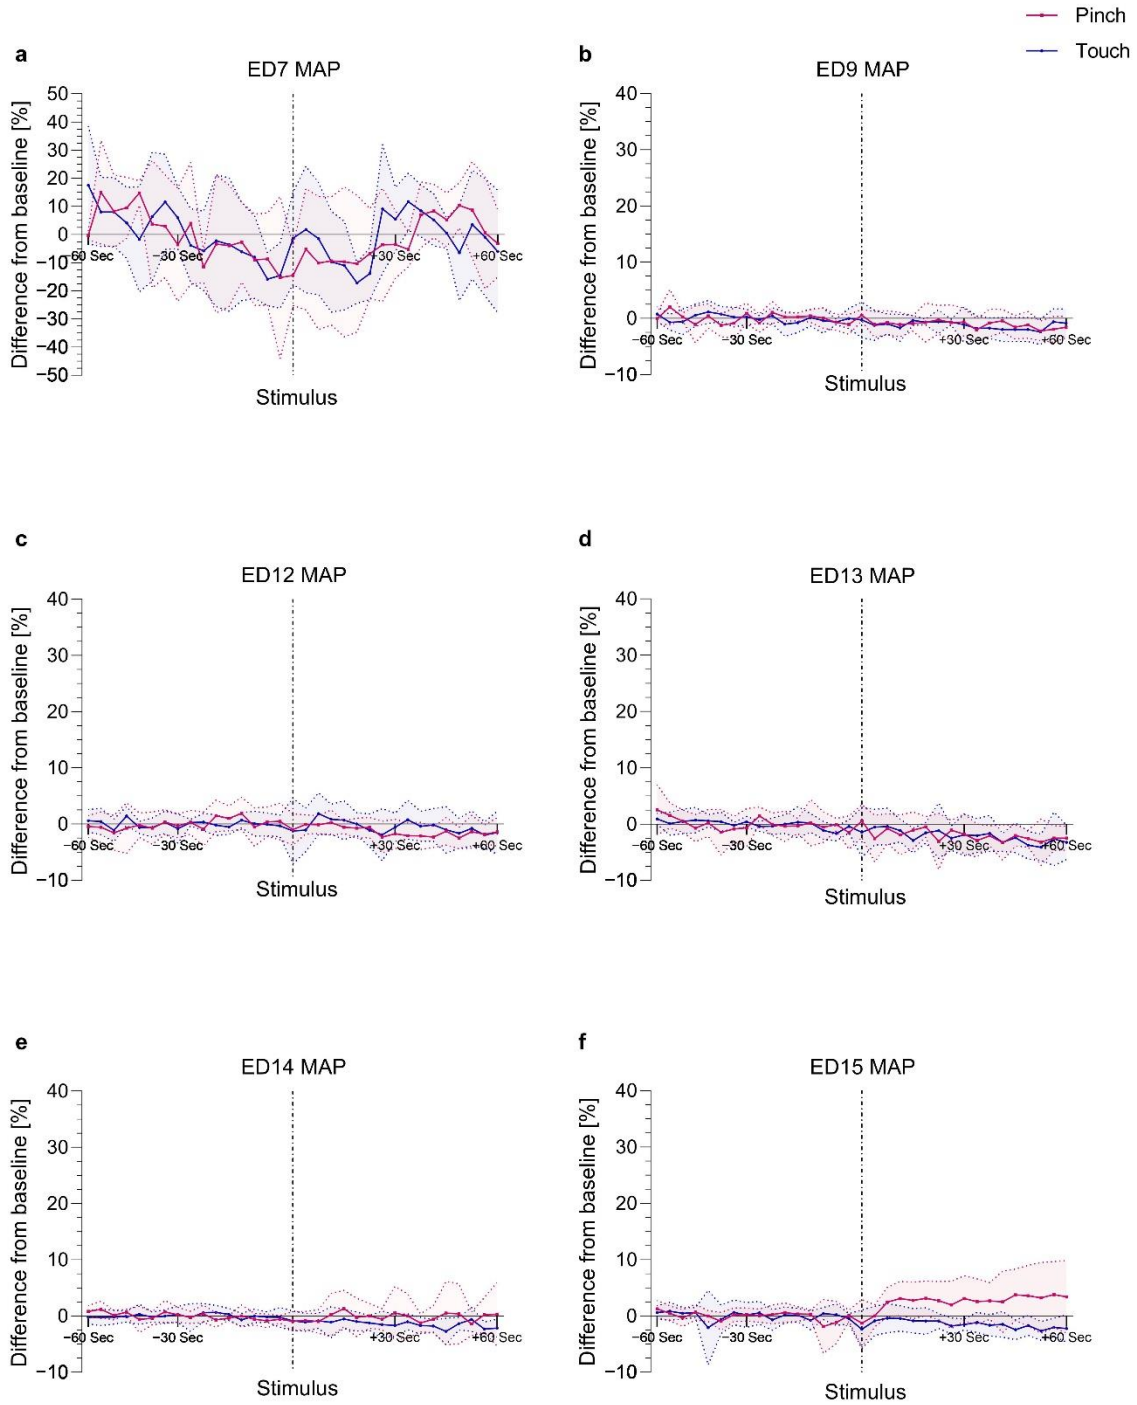 Pinch
Touch
a
ED7 MAP
Difference from baseline [%]
50
40
30
20
10
0
−10
−20
−30
−40
−50
−60 Sec
−30 Sec
+30 Sec
+60 Sec
Stimulus
b
ED9 MAP
Difference from baseline [%]
40
30
20
10
0
−10
−60 Sec
−30 Sec
+30 Sec
+60 Sec
Stimulus
c
ED12 MAP
Difference from baseline [%]
40
30
20
10
0
−10
−60 Sec
−30 Sec
+30 Sec
+60 Sec
Stimulus
d
ED13 MAP
Difference from baseline [%]
40
30
20
10
0
−10
−60 Sec
−30 Sec
+30 Sec
+60 Sec
Stimulus
e
ED14 MAP
Difference from baseline [%]
40
30
20
10
0
−10
−60 Sec
−30 Sec
+30 Sec
+60 Sec
Stimulus
f
ED15 MAP
Difference from baseline [%]
40
30
20
10
0
−10
−60 Sec
−30 Sec
+30 Sec
+60 Sec
Stimulus